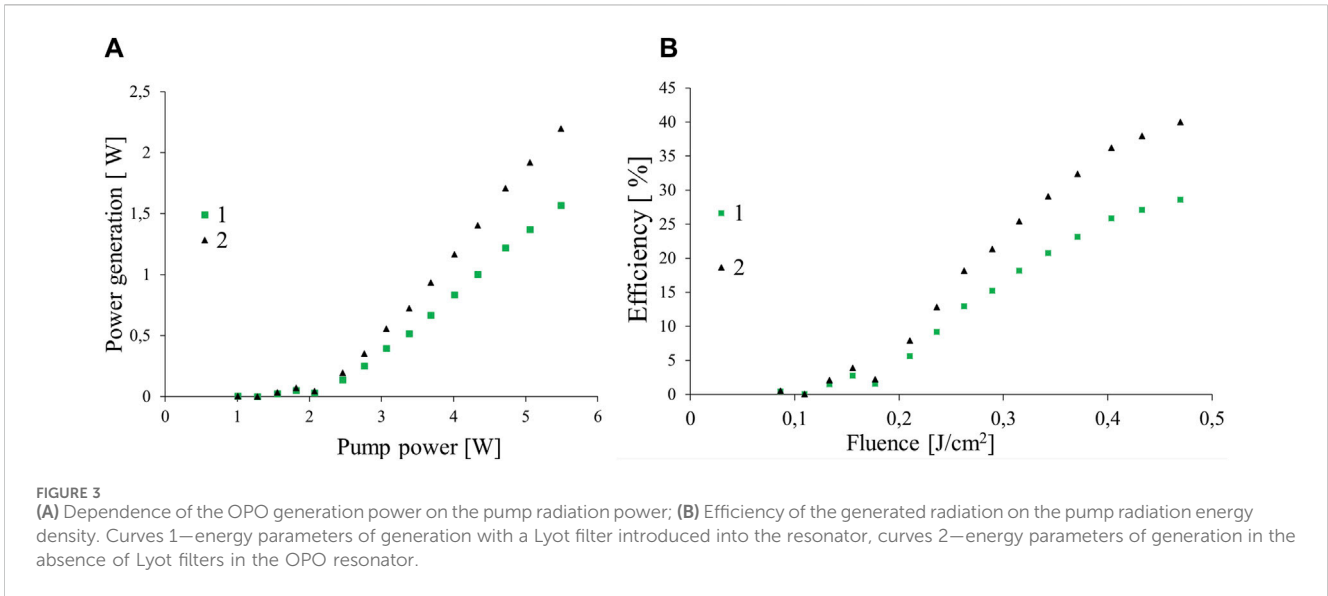 A
2,5
2
1,5
1
0,5
0
0 1 2 3 4 5 6
Power generation [ W]
Pump power [W]
1
2
B
45
40
35
30
25
20
15
10
5
0
0 0,1 0,2 0,3 0,4 0,5
Efficiency [ %]
Fluence [J/cm²]
1
2
FIGURE 3
(A) Dependence of the OPO generation power on the pump radiation power; (B) Efficiency of the generated radiation on the pump radiation energy
density. Curves 1—energy parameters of generation with a Lyot filter introduced into the resonator, curves 2—energy parameters of generation in the
absence of Lyot filters in the OPO resonator.